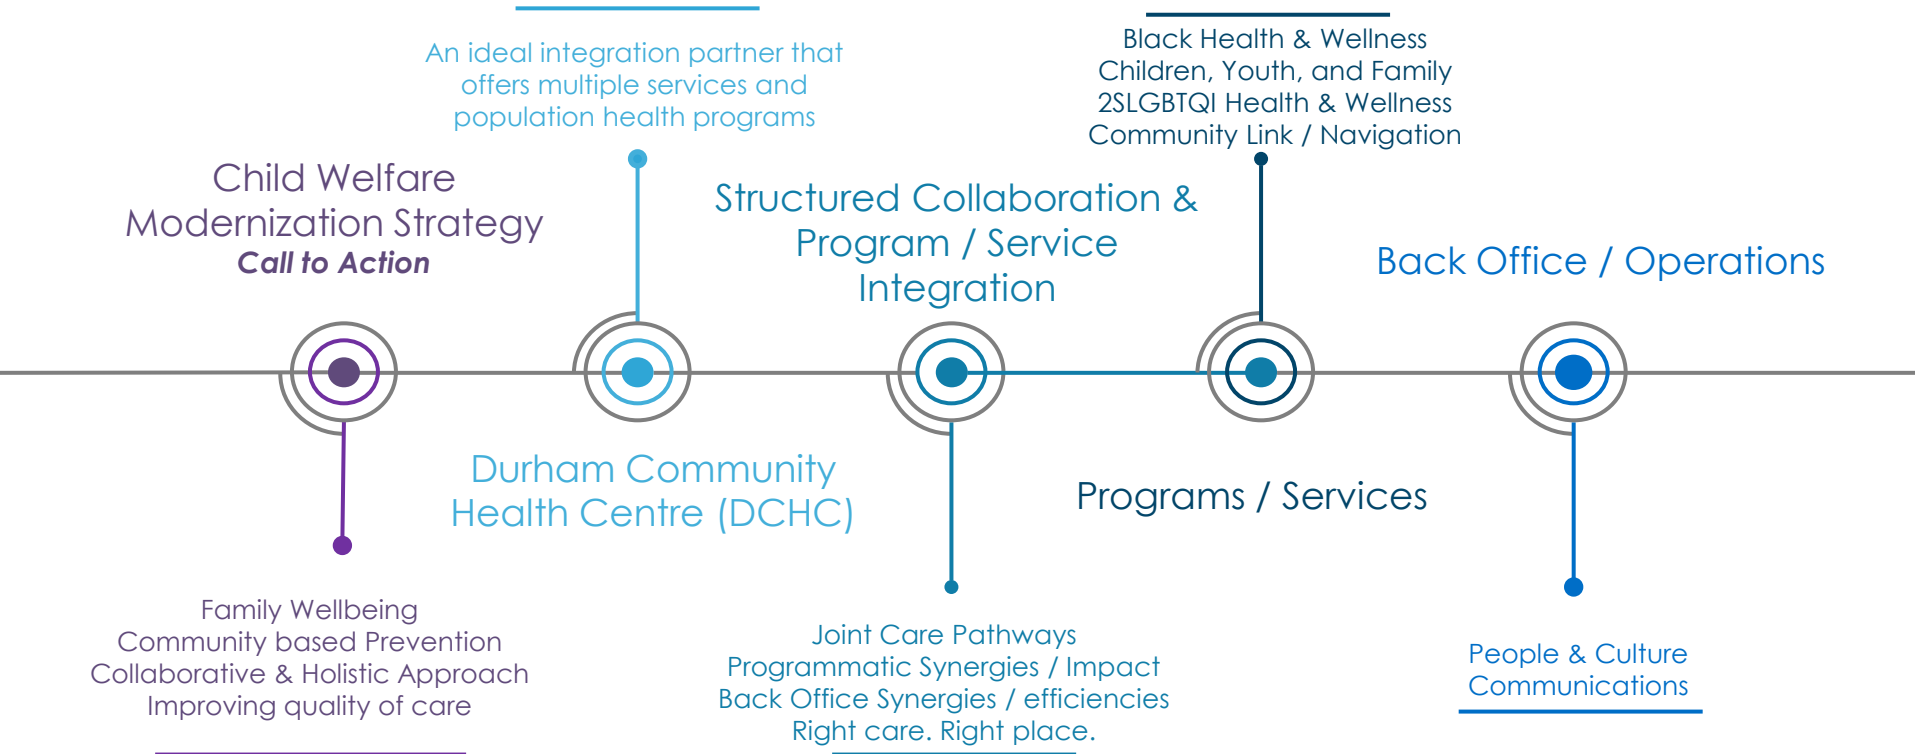 Child Welfare
Modernization Strategy
Call to Action
Family Wellbeing
Community based Prevention
Collaborative & Holistic Approach
Improving quality of care
An ideal integration partner that
offers multiple services and
population health programs
Durham Community
Health Centre (DCHC)
Structured Collaboration &
Program / Service
Integration
Joint Care Pathways
Programmatic Synergies / Impact
Back Office Synergies / efficiencies
Right care. Right place.
Black Health & Wellness
Children, Youth, and Family
2SLGBTQI Health & Wellness
Community Link / Navigation
Programs / Services
Back Office / Operations
People & Culture
Communications